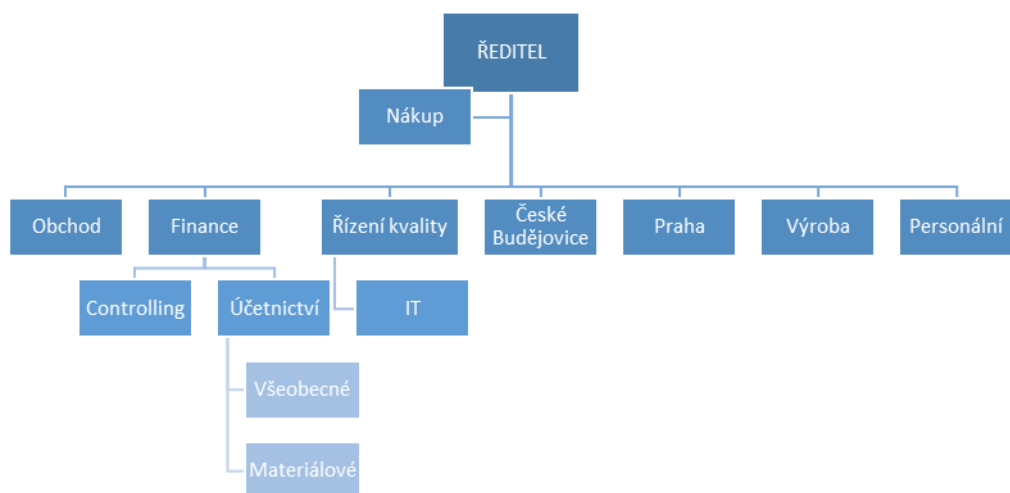 ŘEDITEL
Nákup
Obchod
Finance
Řízení kvality
České
Budějovice
Praha
Výroba
Personální
Controlling
Účetnictví
IT
Všeobecné
Materiálové